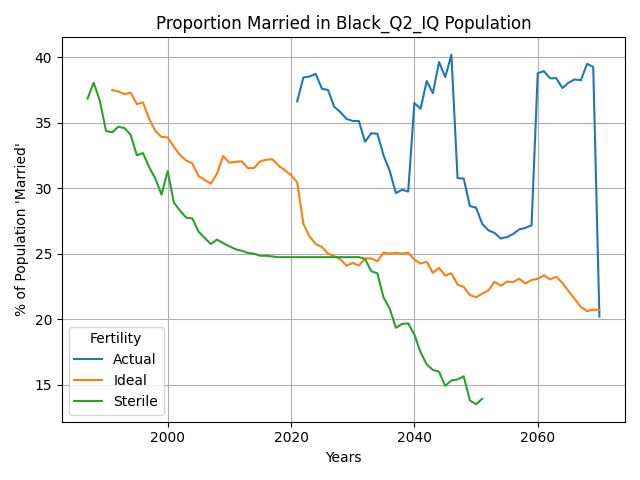 Proportion Married in Black_Q2_IQ Population
% of Population 'Married'
40
35
30
25
20
15
Fertility
Actual
Ideal
Sterile
2000
2020
2040
2060
Years